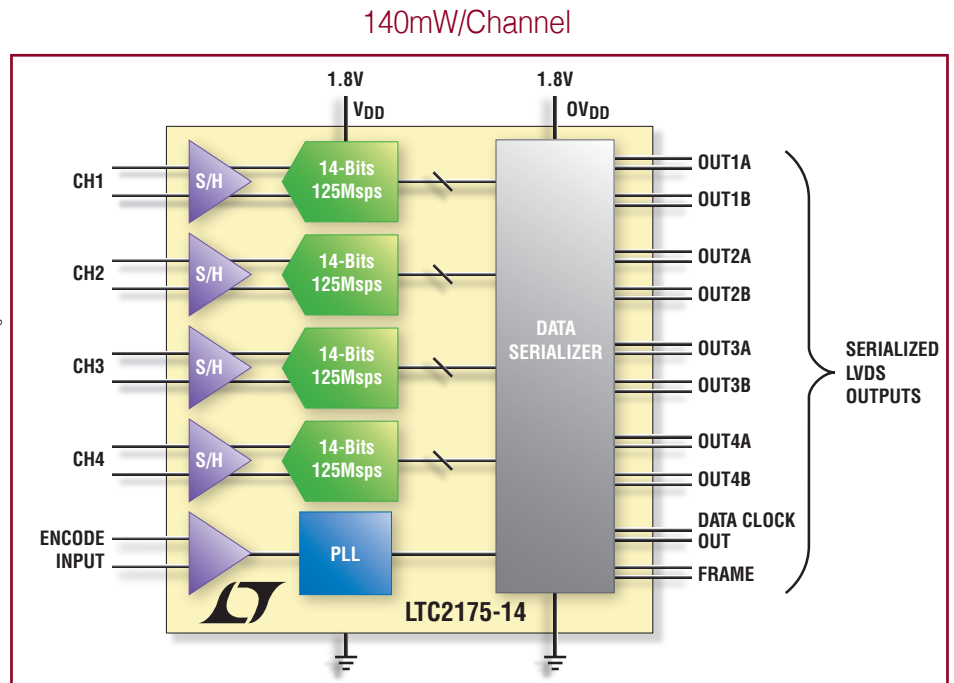 140mW/Channel
1.8V
1.8V
VDD
OVDD
CH1
S/H
14-Bits
125Msps
OUT1A
OUT1B
CH2
S/H
14-Bits
125Msps
OUT2A
OUT2B
DATA
SERIALIZER
CH3
S/H
14-Bits
125Msps
OUT3A
OUT3B
SERIALIZED
LVDS
OUTPUTS
CH4
S/H
14-Bits
125Msps
OUT4A
OUT4B
ENCODE
INPUT
PLL
DATA CLOCK
OUT
FRAME
LTC2175-14